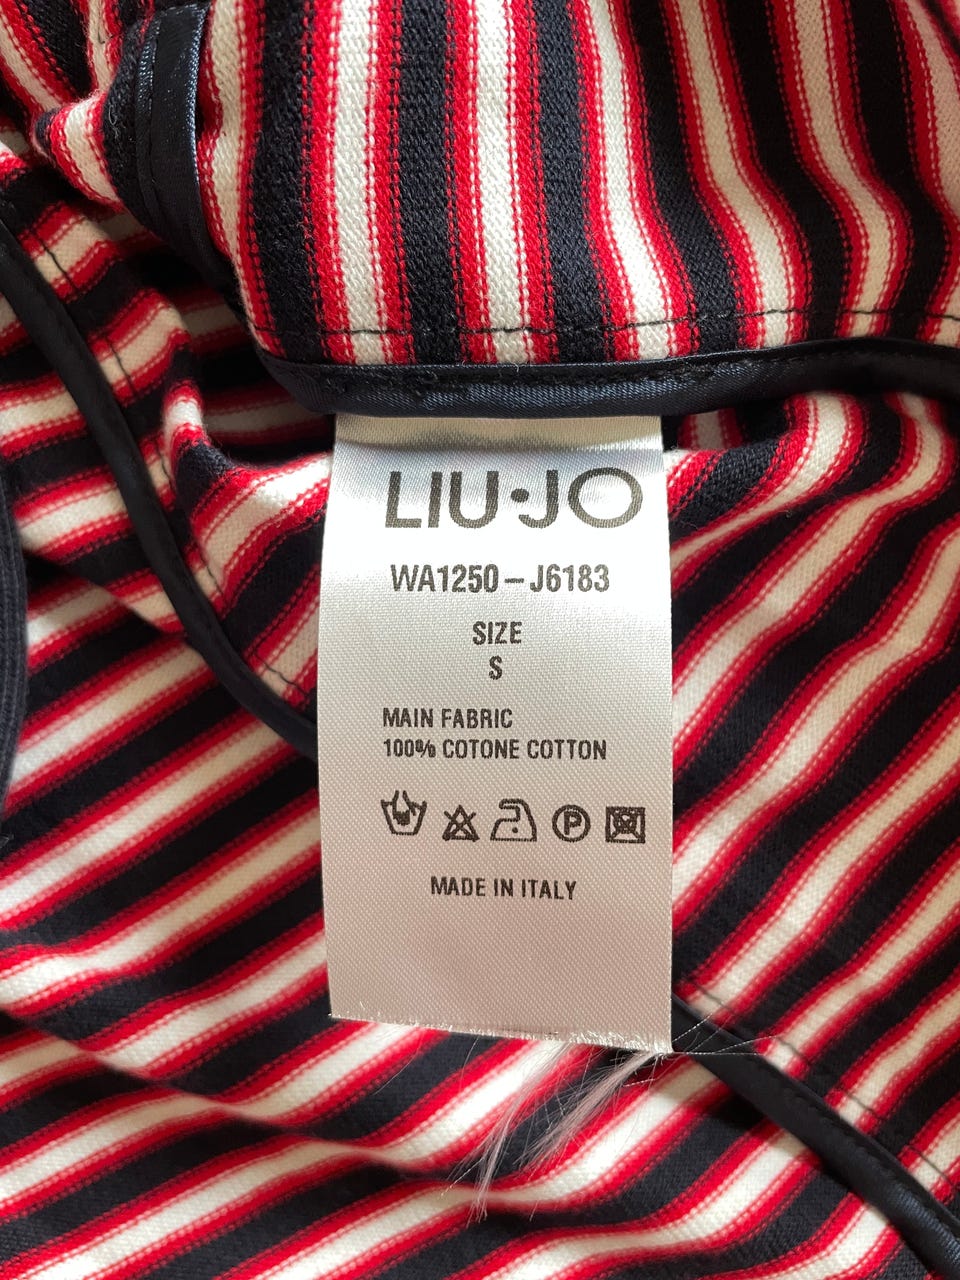 LIU·JO
WA1250-J6183
SIZE
S
MAIN FABRIC
100% COTONE COTTON
P
MADE IN ITALY